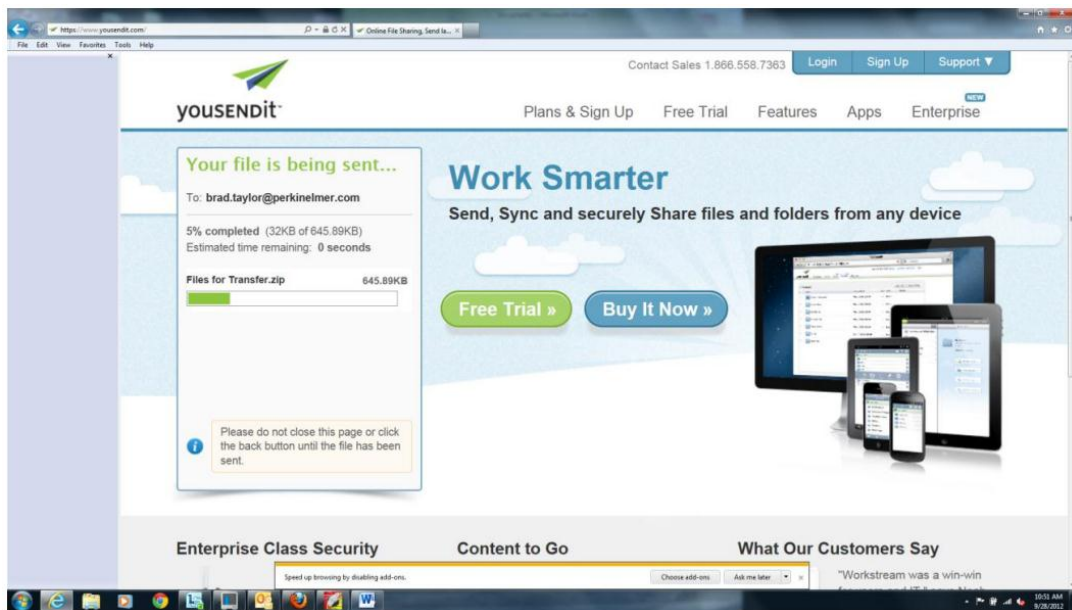 https://www.yousendit.com/
Online File Sharing, Send la...
File Edit View Favorites Tools Help
Contact Sales 1.866.558.7363
Login Sign Up Support ▼
yousendit
NEW
Plans & Sign Up Free Trial Features Apps Enterprise
Your file is being sent...
To: brad.taylor@perkinelmer.com
5% completed (32KB of 645.89KB)
Estimated time remaining: 0 seconds
Files for Transfer.zip 645.89KB
Please do not close this page or click
the back button until the file has been
sent.
Work Smarter
Send, Sync and securely Share files and folders from any device
Free Trial » Buy It Now »
Enterprise Class Security Content to Go What Our Customers Say
"Workstream was a win-win
Speed up browsing by disabling add-ons. Choose add-ons Ask me later
10:51 AM
9/28/2012